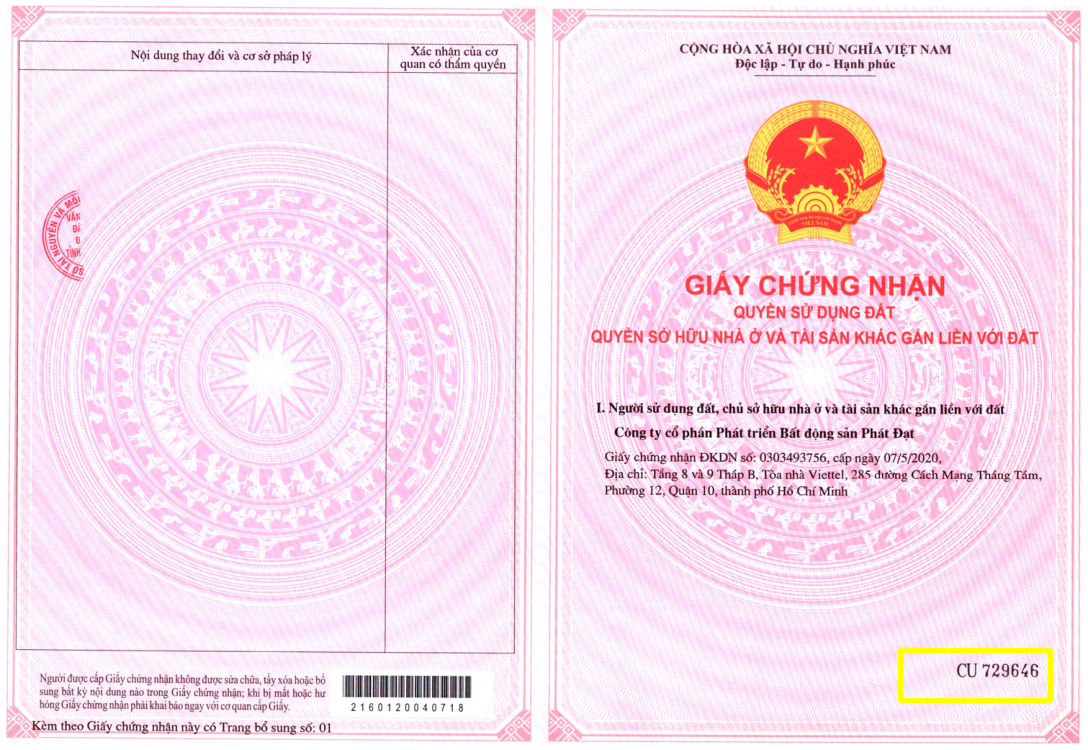 Nội dung thay đổi và cơ sở pháp lý
Xác nhận của cơ
quan có thẩm quyền
SỞ TÀI NGUYÊN VÀ MÔI
VĂN
ĐĂ
Đ
TỈNH
Người được cấp Giấy chứng nhận không được sửa chữa, tẩy xóa hoặc bổ
sung bất kỳ nội dung nào trong Giấy chứng nhận; khi bị mất hoặc hư
hỏng Giấy chứng nhận phải khai báo ngay với cơ quan cấp Giấy.
2160120040718
Kèm theo Giấy chứng nhận này có Trang bổ sung số: 01
CỘNG HÒA XÃ HỘI CHỦ NGHĨA VIỆT NAM
Độc lập - Tự do - Hạnh phúc
CỘNG HÒA XÃ HỘI CHỦ NGHĨA
VIỆT NAM
GIẤY CHỨNG NHẬN
QUYỀN SỬ DỤNG ĐẤT
QUYỀN SỞ HỮU NHÀ Ở VÀ TÀI SẢN KHÁC GẮN LIỀN VỚI ĐẤT
I. Người sử dụng đất, chủ sở hữu nhà ở và tài sản khác gắn liền với đất
Công ty cổ phần Phát triển Bất động sản Phát Đạt
Giấy chứng nhận ĐKDN số: 0303493756, cấp ngày 07/5/2020,
Địa chỉ: Tầng 8 và 9 Tháp B, Tòa nhà Viettel, 285 đường Cách Mạng Tháng Tám,
Phường 12, Quận 10, thành phố Hồ Chí Minh
CU 729646